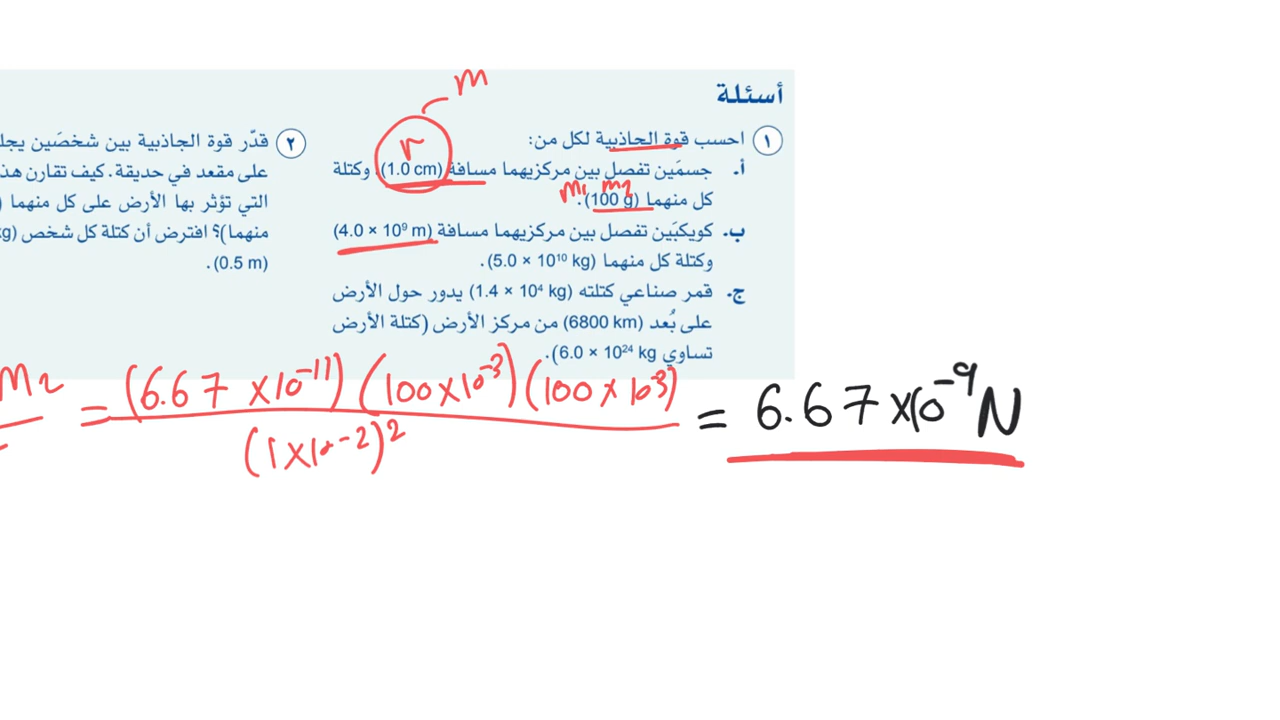 أسئلة
١ احسب قوة الجاذبية لكل من:
أ. جسمَين تفصل بين مركزيهما مسافة (1.0 cm)، وكتلة
كل منهما (100 g).
ب. كويكبَين تفصل بين مركزيهما مسافة (4.0 × 10⁹ m)
وكتلة كل منهما (5.0 × 10¹⁰ kg).
ج. قمر صناعي كتلته (1.4 × 10⁴ kg) يدور حول الأرض
على بُعد (6800 km) من مركز الأرض (كتلة الأرض
تساوي 6.0 × 10²⁴ kg).
٢ قدّر قوة الجاذبية بين شخصَين
على مقعد في حديقة. كيف تقارن
التي تؤثر بها الأرض على كل منهما
منهما)؟ افترض أن كتلة كل شخص
(0.5 m).
m
r
m₁ m₂
M₂ = (6.67 ×10⁻¹¹) (100×10⁻³) (100 × 10⁻³) = 6.67 ×10⁻⁹ N
(1×10⁻²)²